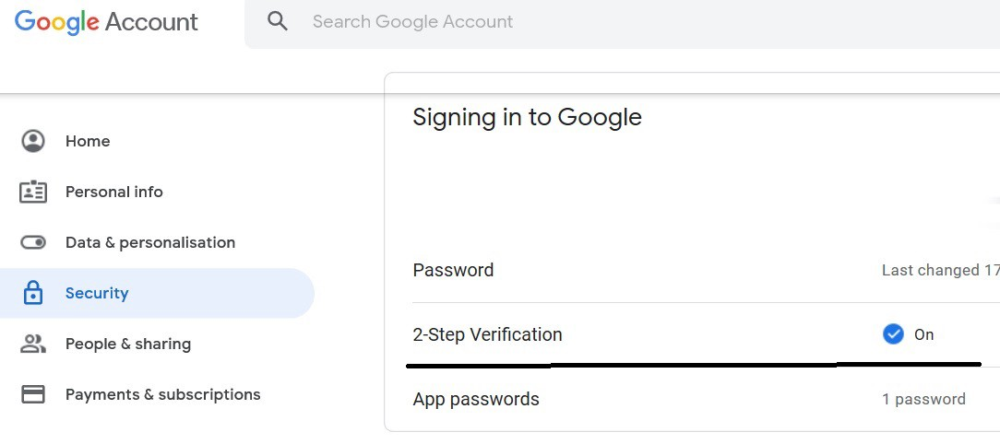 Google Account
Search Google Account
Signing in to Google
Home
Personal info
Data & personalisation
Security
People & sharing
Payments & subscriptions
Password
Last changed 17
2-Step Verification
On
App passwords
1 password